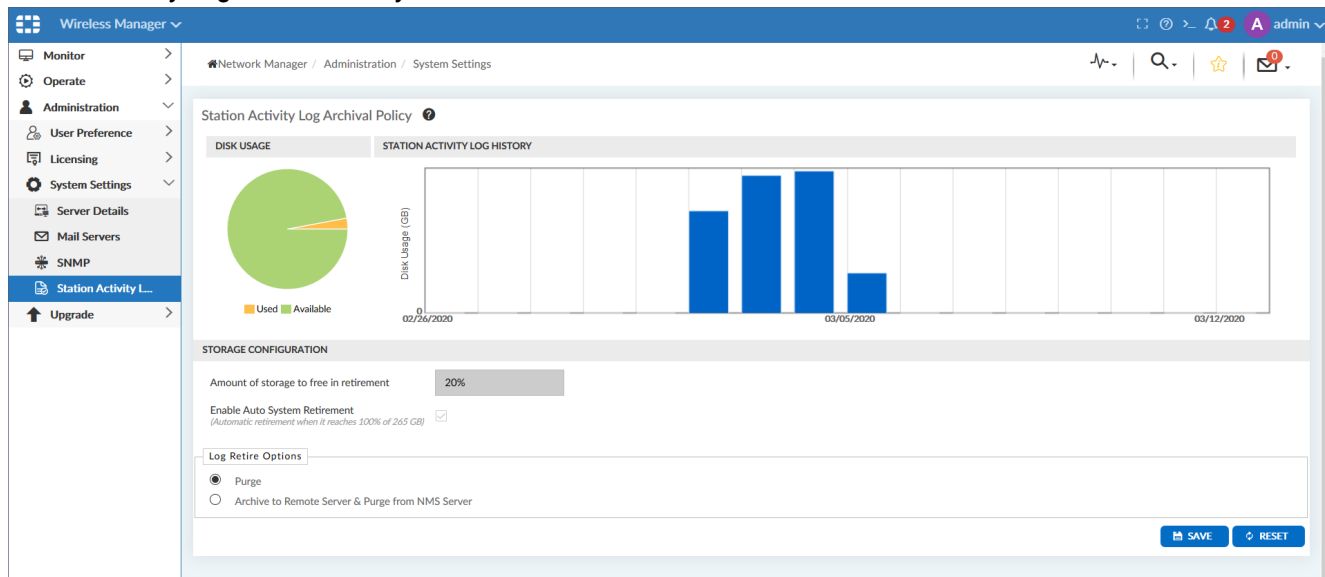 Wireless Manager
2
A admin
Monitor
Operate
Administration
User Preference
Licensing
System Settings
Server Details
Mail Servers
SNMP
Station Activity L...
Upgrade
Network Manager / Administration / System Settings
Station Activity Log Archival Policy
DISK USAGE
STATION ACTIVITY LOG HISTORY
Used Available
Disk Usage (GB)
0
02/26/2020 03/05/2020 03/12/2020
STORAGE CONFIGURATION
Amount of storage to free in retirement 20%
Enable Auto System Retirement
(Automatic retirement when it reaches 100% of 265 GB)
Log Retire Options
Purge
Archive to Remote Server & Purge from NMS Server
SAVE RESET